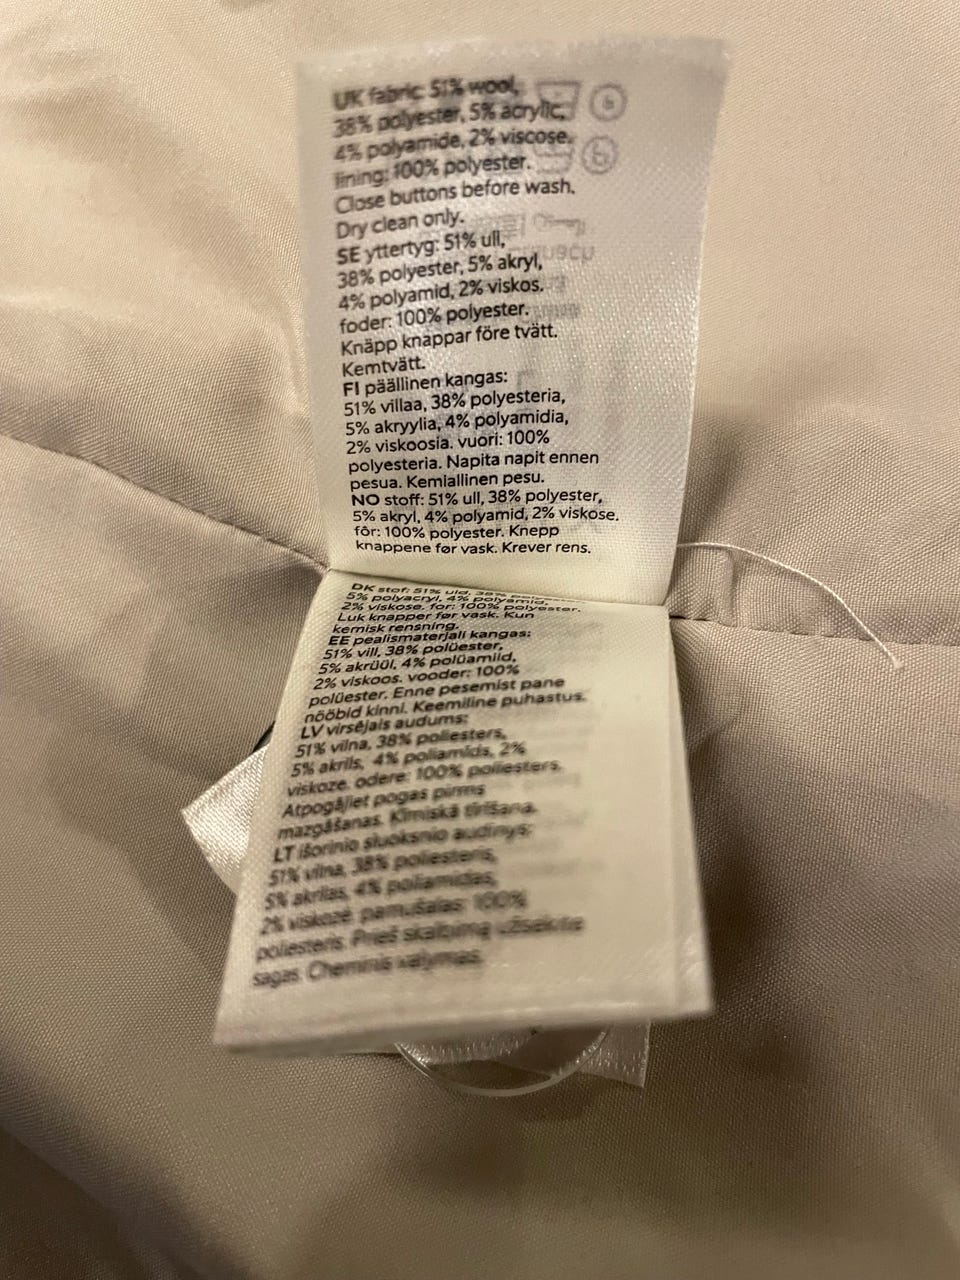 UK fabric: 51% wool,
38% polyester, 5% acrylic,
4% polyamide, 2% viscose.
lining: 100% polyester.
Close buttons before wash.
Dry clean only.
SE yttertyg: 51% ull,
38% polyester, 5% akryl,
4% polyamid, 2% viskos.
foder: 100% polyester.
Knäpp knappar före tvätt.
Kemtvätt.
FI päällinen kangas:
51% villaa, 38% polyesteria,
5% akryylia, 4% polyamidia,
2% viskoosia. vuori: 100%
polyesteria. Napita napit ennen
pesua. Kemiallinen pesu.
NO stoff: 51% ull, 38% polyester,
5% akryl, 4% polyamid, 2% viskose.
fôr: 100% polyester. Knepp
knappene før vask. Krever rens.
DK stof: 51% uld, 38% polyester,
5% polyacryl, 4% polyamid,
2% viskose. for: 100% polyester.
Luk knapper før vask. Kun
kemisk rensning.
EE pealismaterjali kangas:
51% vill, 38% polüester,
5% akrüül, 4% polüamiid,
2% viskoos. vooder: 100%
polüester. Enne pesemist pane
nööbid kinni. Keemiline puhastus.
LV virsējais audums:
51% vilna, 38% poliesters,
5% akrils, 4% poliamīds, 2%
viskoze. odere: 100% poliesters.
Atpogājiet pogas pirms
mazgāšanas. Ķīmiskā tīrīšana.
LT išorinio sluoksnio audinys:
51% vilna, 38% poliesteris,
5% akrilas, 4% poliamidas,
2% viskozė. pamušalas: 100%
poliesteris. Prieš skalbimą užsekite
sagas. Cheminis valymas.